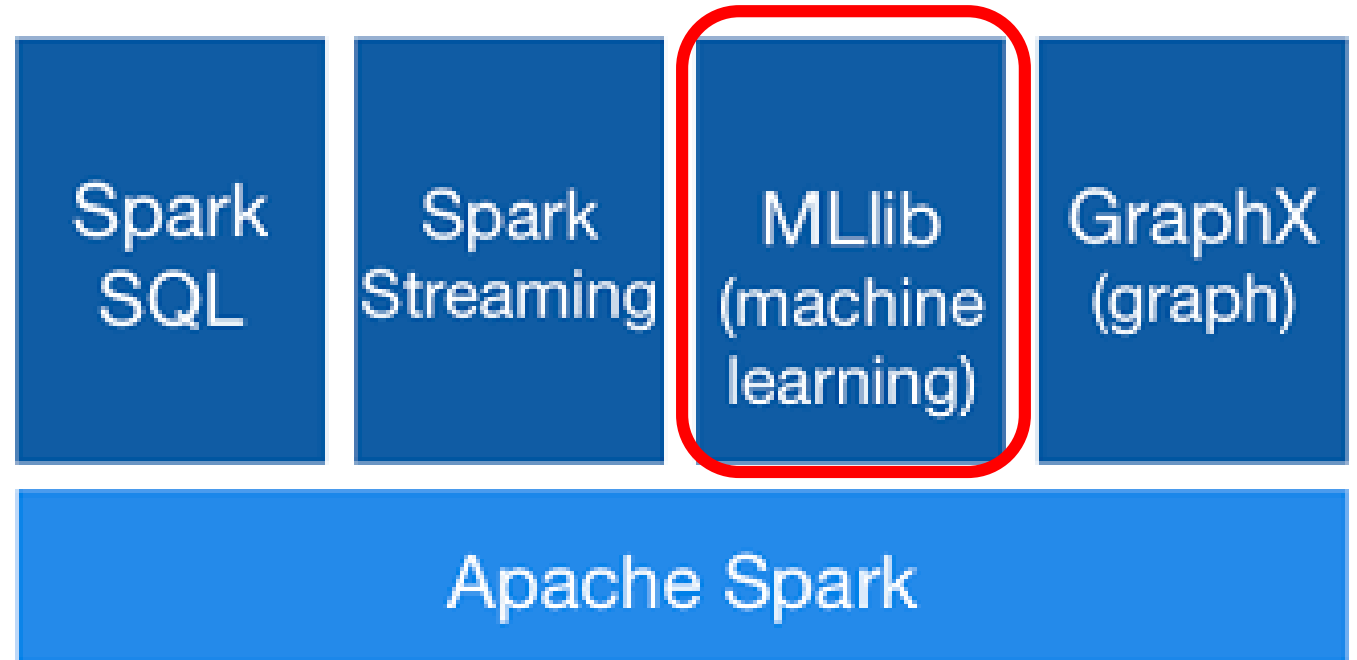 Spark
SQL
Spark
Streaming
MLlib
(machine
learning)
GraphX
(graph)
Apache Spark